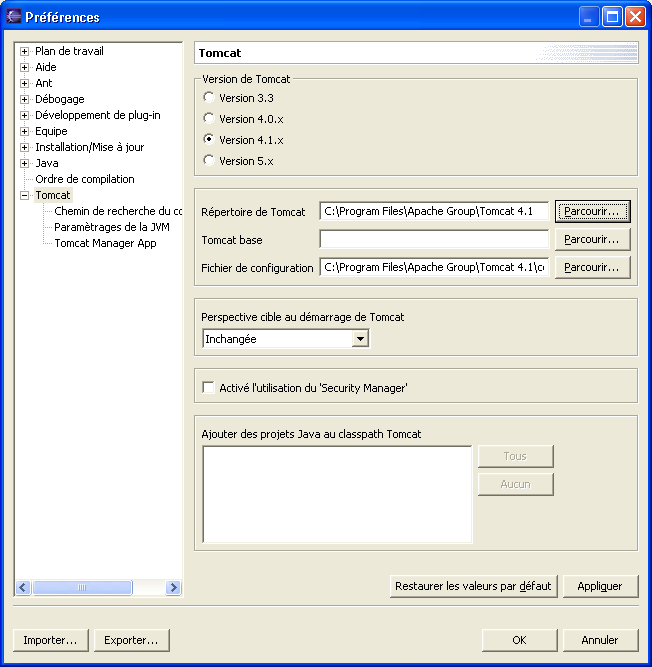 Préférences
Plan de travail
Aide
Ant
Débogage
Développement de plug-in
Equipe
Installation/Mise à jour
Java
Ordre de compilation
Tomcat
Chemin de recherche du co
Paramètrages de la JVM
Tomcat Manager App
Tomcat
Version de Tomcat
Version 3.3
Version 4.0.x
Version 4.1.x
Version 5.x
Répertoire de Tomcat C:\Program Files\Apache Group\Tomcat 4.1 Parcourir...
Tomcat base Parcourir...
Fichier de configuration C:\Program Files\Apache Group\Tomcat 4.1\co Parcourir...
Perspective cible au démarrage de Tomcat
Inchangée
Activé l'utilisation du 'Security Manager'
Ajouter des projets Java au classpath Tomcat
Tous
Aucun
Restaurer les valeurs par défaut Appliquer
Importer... Exporter... OK Annuler